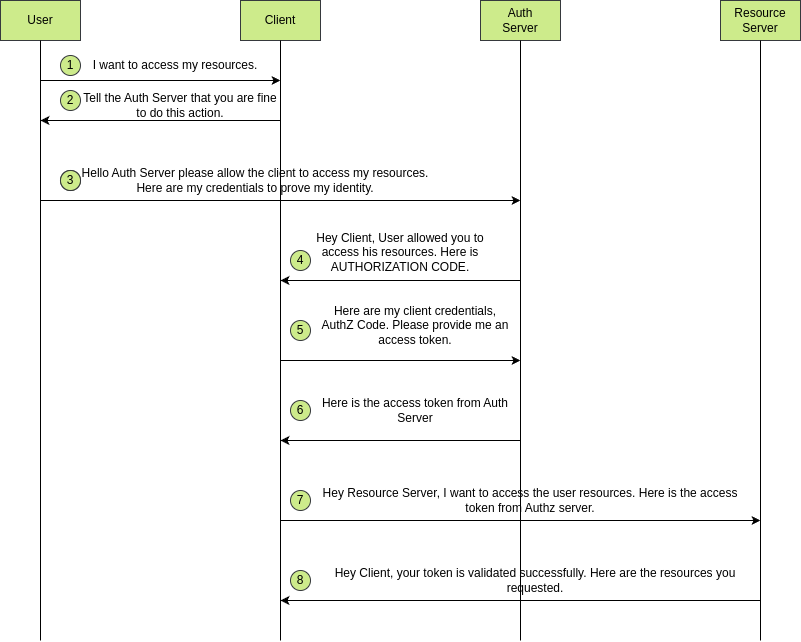 User
Client
Auth
Server
Resource
Server
1
I want to access my resources.
2
Tell the Auth Server that you are fine
to do this action.
3
Hello Auth Server please allow the client to access my resources.
Here are my credentials to prove my identity.
4
Hey Client, User allowed you to
access his resources. Here is
AUTHORIZATION CODE.
5
Here are my client credentials,
AuthZ Code. Please provide me an
access token.
6
Here is the access token from Auth
Server
7
Hey Resource Server, I want to access the user resources. Here is the access
token from Authz server.
8
Hey Client, your token is validated successfully. Here are the resources you
requested.